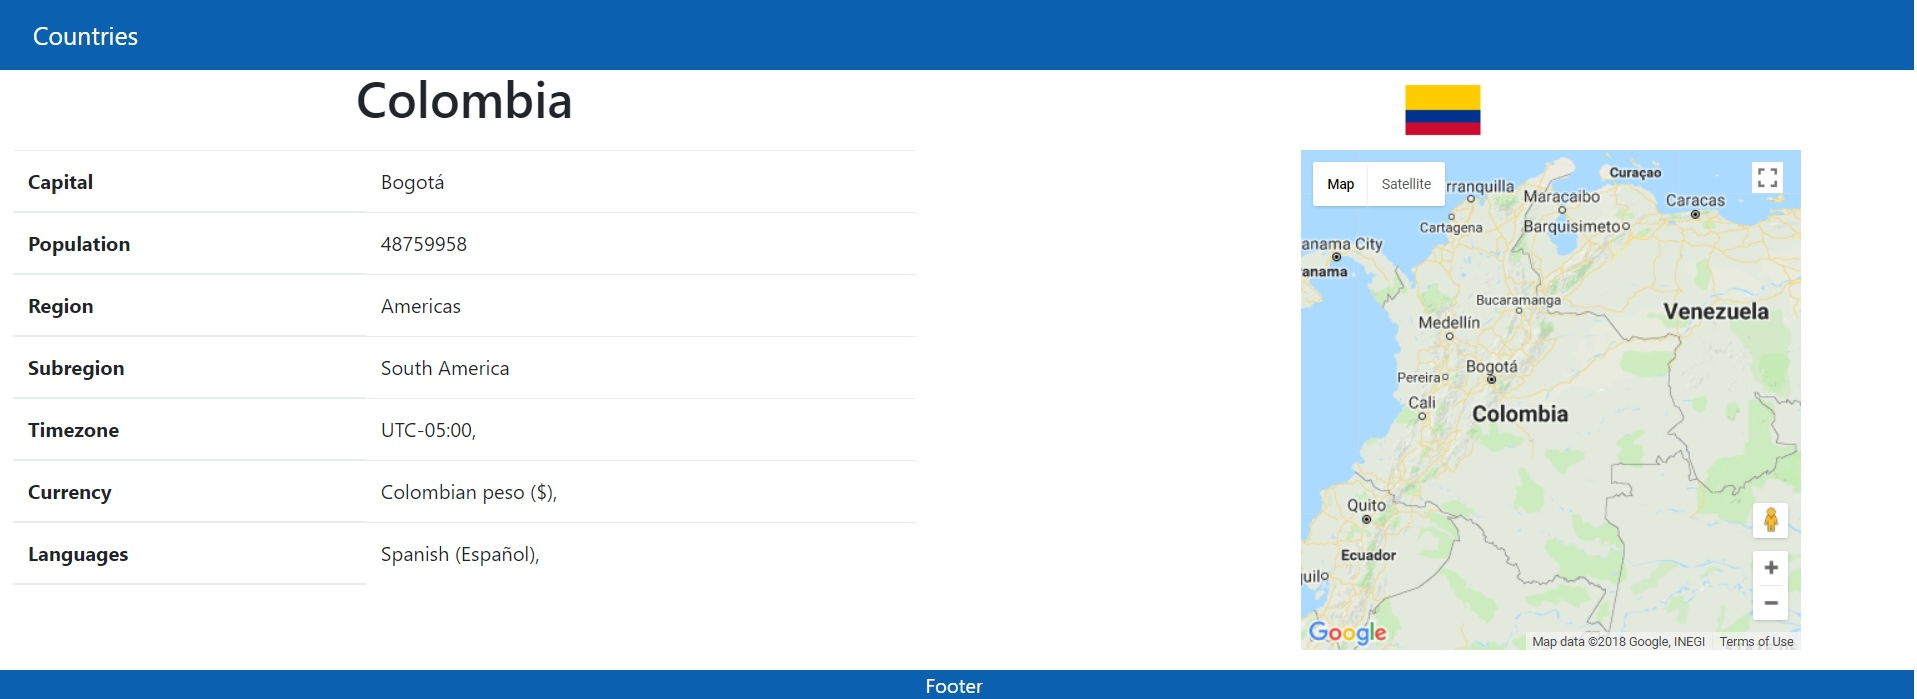 Countries
Colombia
Capital Bogotá
Population 48759958
Region Americas
Subregion South America
Timezone UTC-05:00,
Currency Colombian peso ($),
Languages Spanish (Español),
Map Satellite
Curaçao
rranquilla
Maracaibo
Caracas
Cartagena
Barquisimeto
anama City
anama
Bucaramanga
Venezuela
Medellín
Bogotá
Pereira
Cali
Colombia
Quito
Ecuador
quilo
Google
Map data ©2018 Google, INEGI Terms of Use
Footer